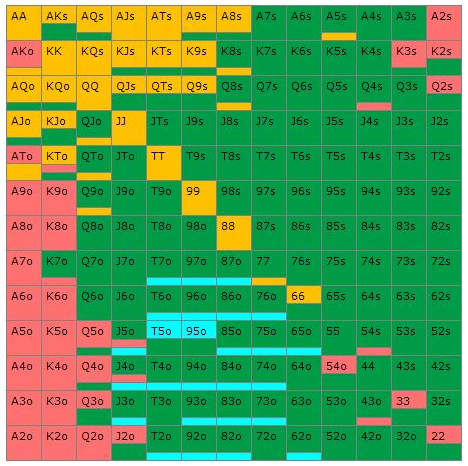 AA AKs AQs AJs ATs A9s A8s A7s A6s A5s A4s A3s A2s
AKo KK KQs KJs KTs K9s K8s K7s K6s K5s K4s K3s K2s
AQo KQo QQ QJs QTs Q9s Q8s Q7s Q6s Q5s Q4s Q3s Q2s
AJo KJo QJo JJ JTs J9s J8s J7s J6s J5s J4s J3s J2s
ATo KTo QTo JTo TT T9s T8s T7s T6s T5s T4s T3s T2s
A9o K9o Q9o J9o T9o 99 98s 97s 96s 95s 94s 93s 92s
A8o K8o Q8o J8o T8o 98o 88 87s 86s 85s 84s 83s 82s
A7o K7o Q7o J7o T7o 97o 87o 77 76s 75s 74s 73s 72s
A6o K6o Q6o J6o T6o 96o 86o 76o 66 65s 64s 63s 62s
A5o K5o Q5o J5o T5o 95o 85o 75o 65o 55 54s 53s 52s
A4o K4o Q4o J4o T4o 94o 84o 74o 64o 54o 44 43s 42s
A3o K3o Q3o J3o T3o 93o 83o 73o 63o 53o 43o 33 32s
A2o K2o Q2o J2o T2o 92o 82o 72o 62o 52o 42o 32o 22